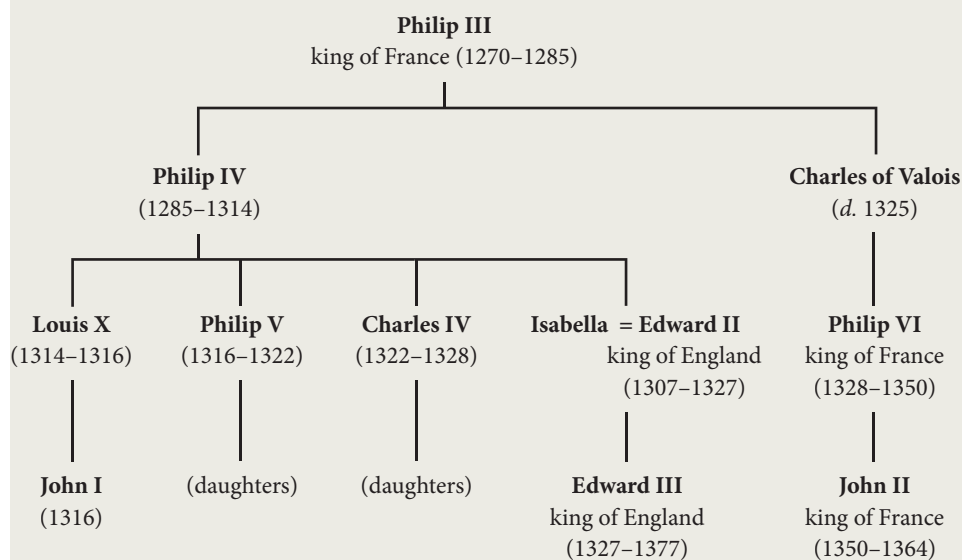 Philip III
king of France (1270–1285)
Philip IV
(1285–1314)
Charles of Valois
(d. 1325)
Louis X
(1314–1316)
Philip V
(1316–1322)
Charles IV
(1322–1328)
Isabella = Edward II
king of England
(1307–1327)
Philip VI
king of France
(1328–1350)
John I
(1316)
(daughters)
(daughters)
Edward III
king of England
(1327–1377)
John II
king of France
(1350–1364)